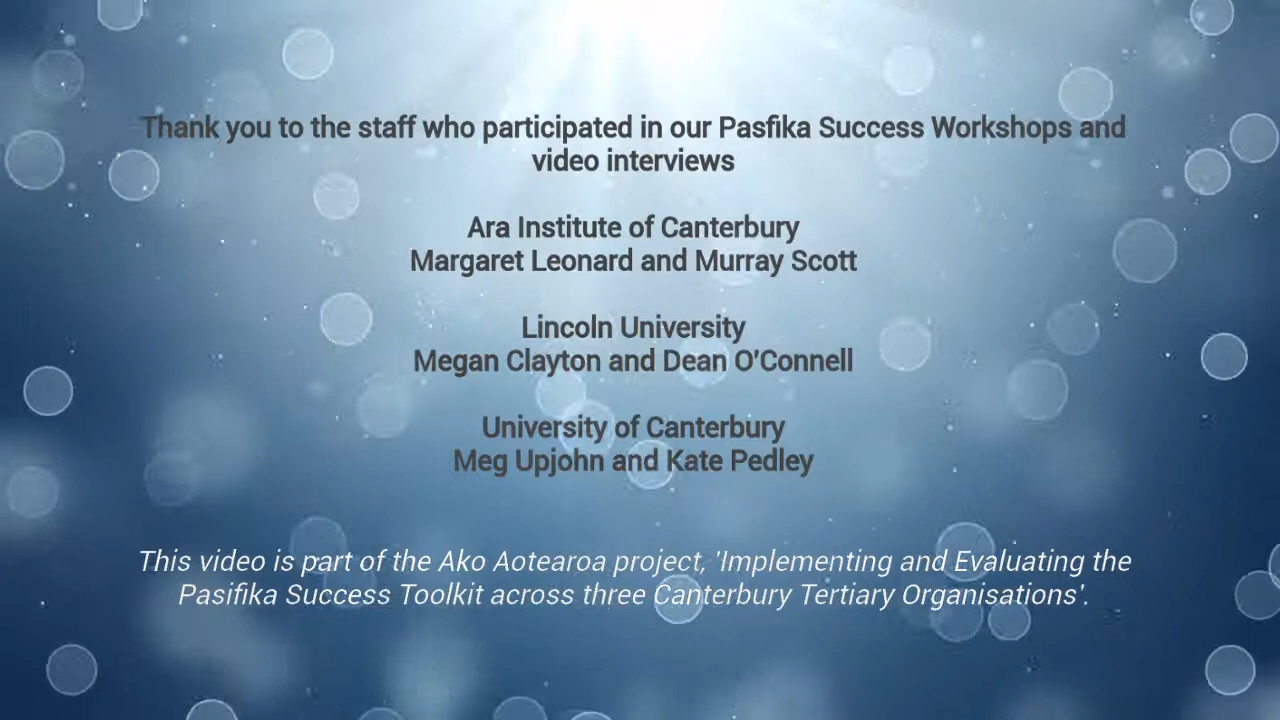 Thank you to the staff who participated in our Pasfika Success Workshops and
video interviews
Ara Institute of Canterbury
Margaret Leonard and Murray Scott
Lincoln University
Megan Clayton and Dean O'Connell
University of Canterbury
Meg Upjohn and Kate Pedley
This video is part of the Ako Aotearoa project, 'Implementing and Evaluating the
Pasifika Success Toolkit across three Canterbury Tertiary Organisations'.